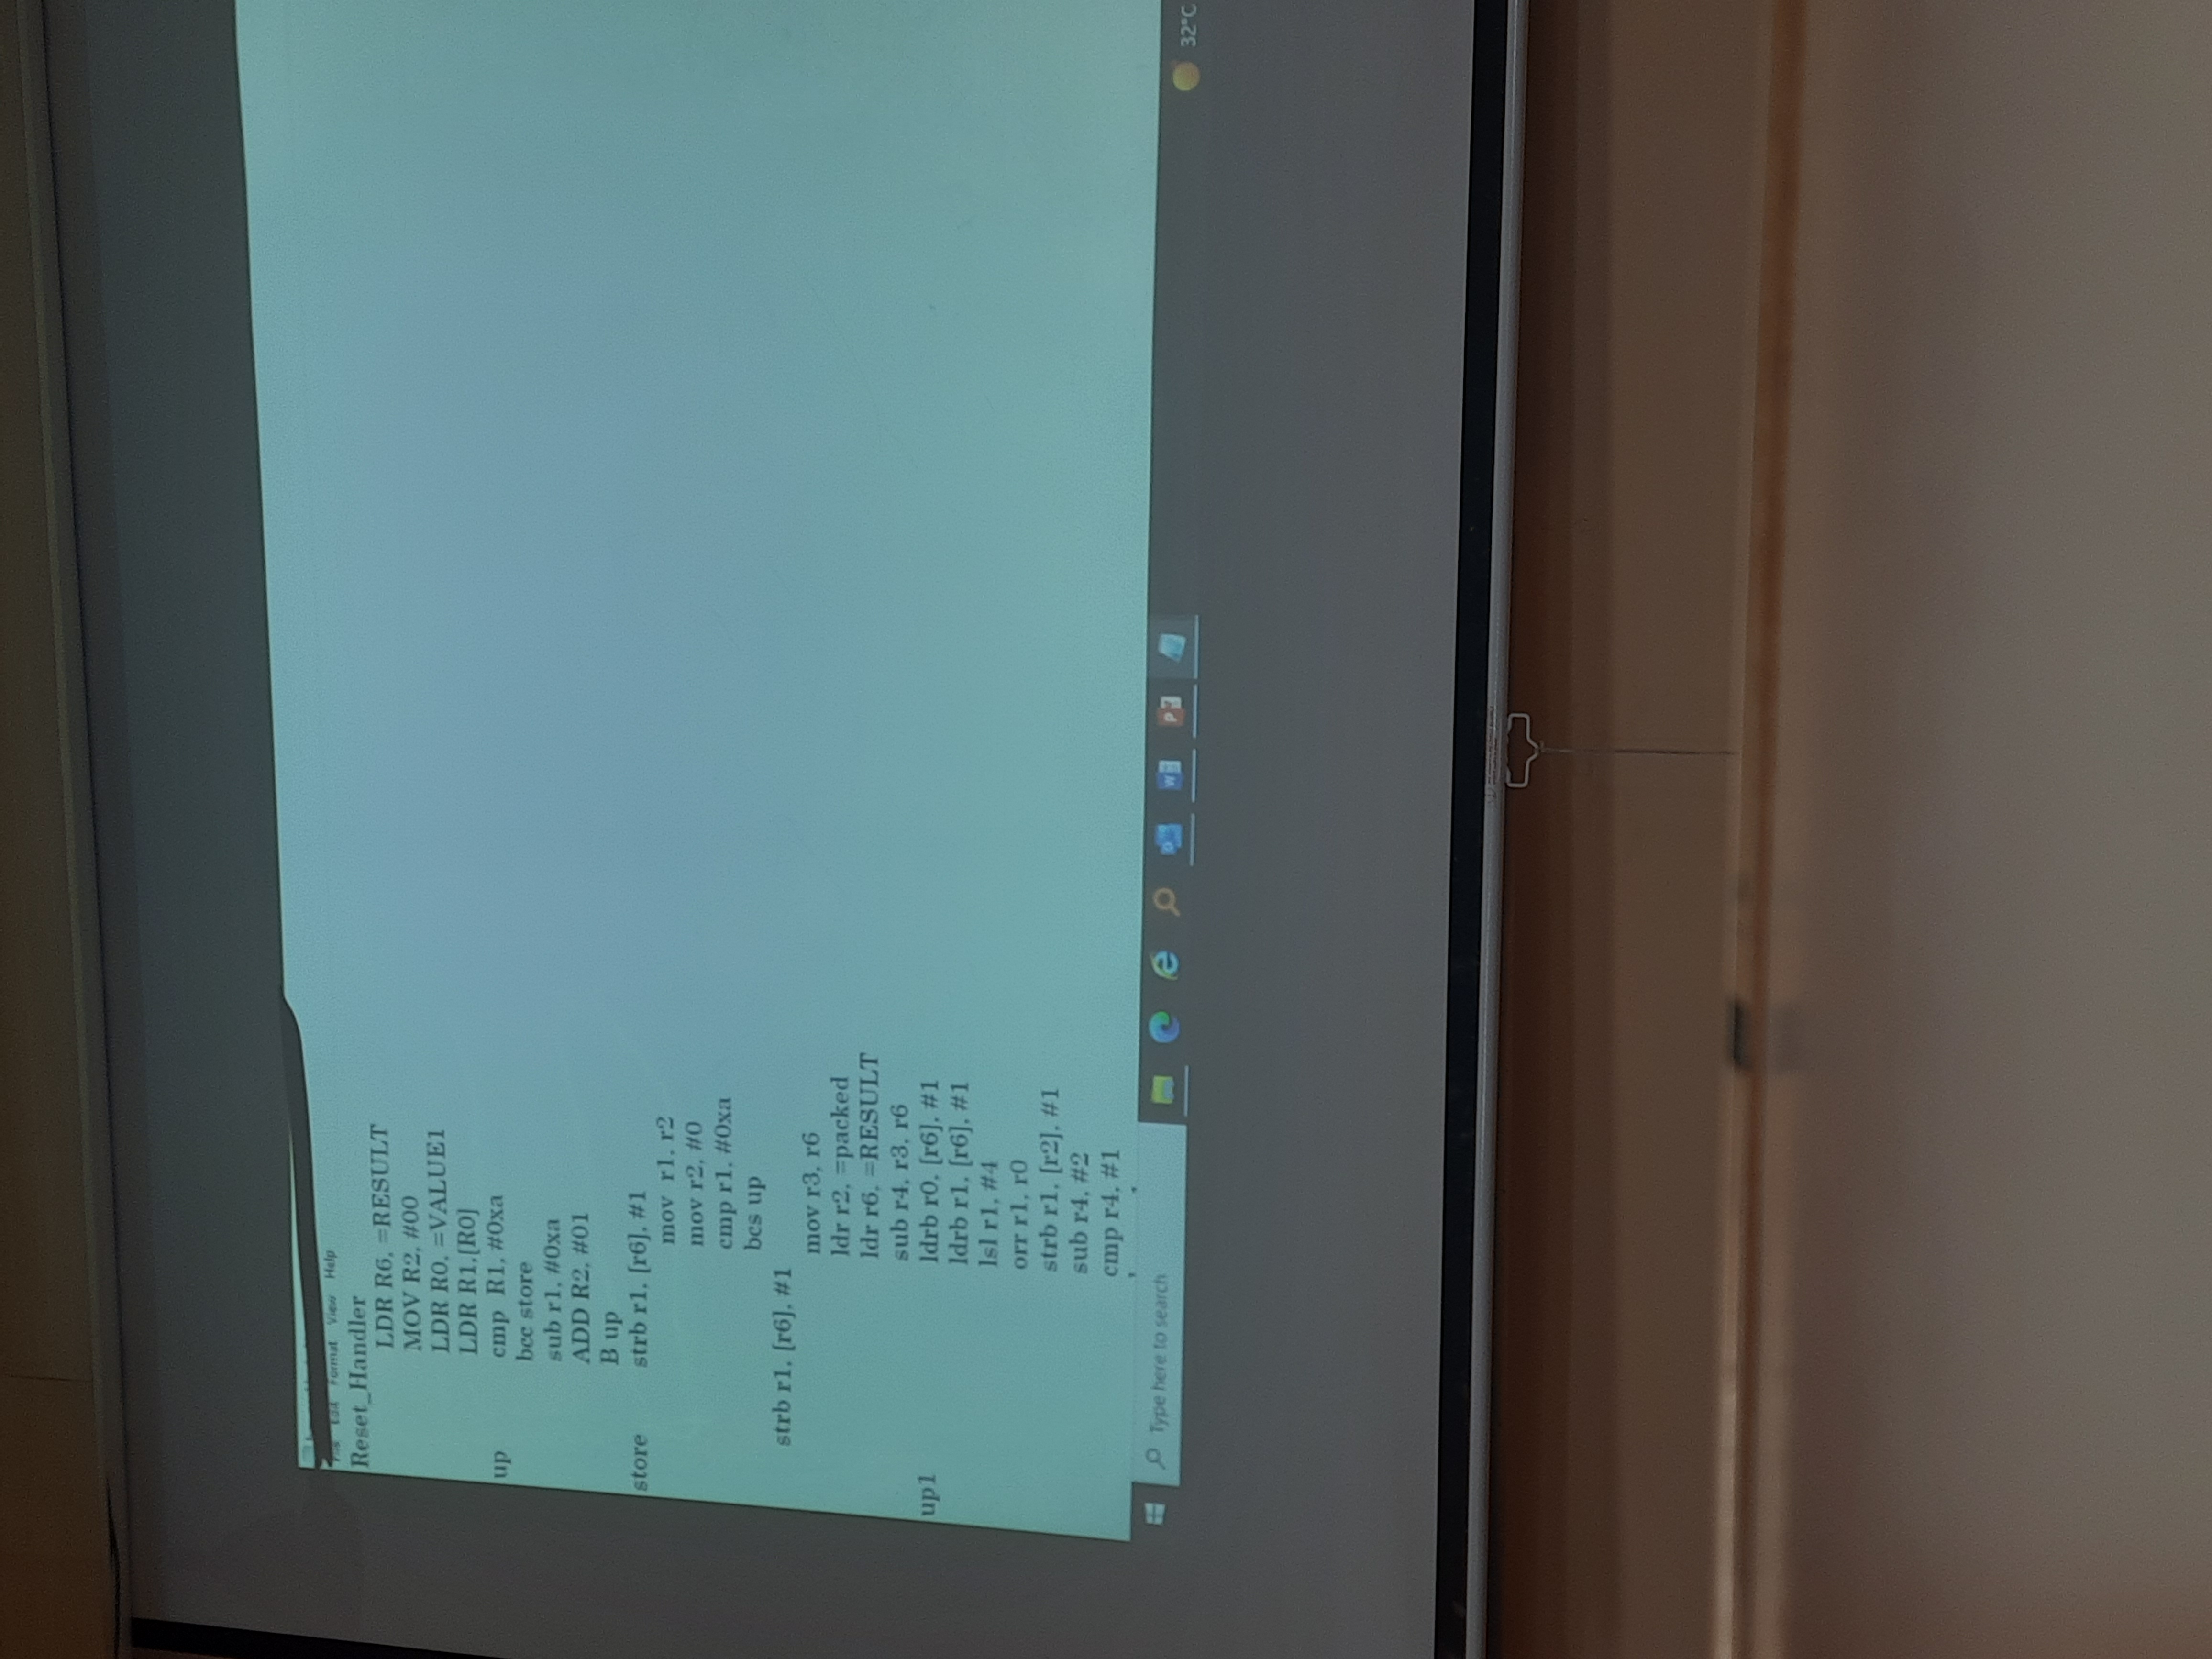 Edit Format View Help
Reset_Handler
LDR R6, =RESULT
MOV R2, #00
LDR R0, =VALUE1
LDR R1,[R0]
up cmp R1, #0xa
bcc store
sub r1, #0xa
ADD R2, #01
B up
store strb r1, [r6], #1
mov r1, r2
mov r2, #0
cmp r1, #0xa
bcs up
strb r1, [r6], #1
mov r3, r6
ldr r2, =packed
ldr r6, =RESULT
sub r4, r3, r6
up1 ldrb r0, [r6], #1
ldrb r1, [r6], #1
lsl r1, #4
orr r1, r0
strb r1, [r2], #1
sub r4, #2
cmp r4, #1
Type here to search
32°C